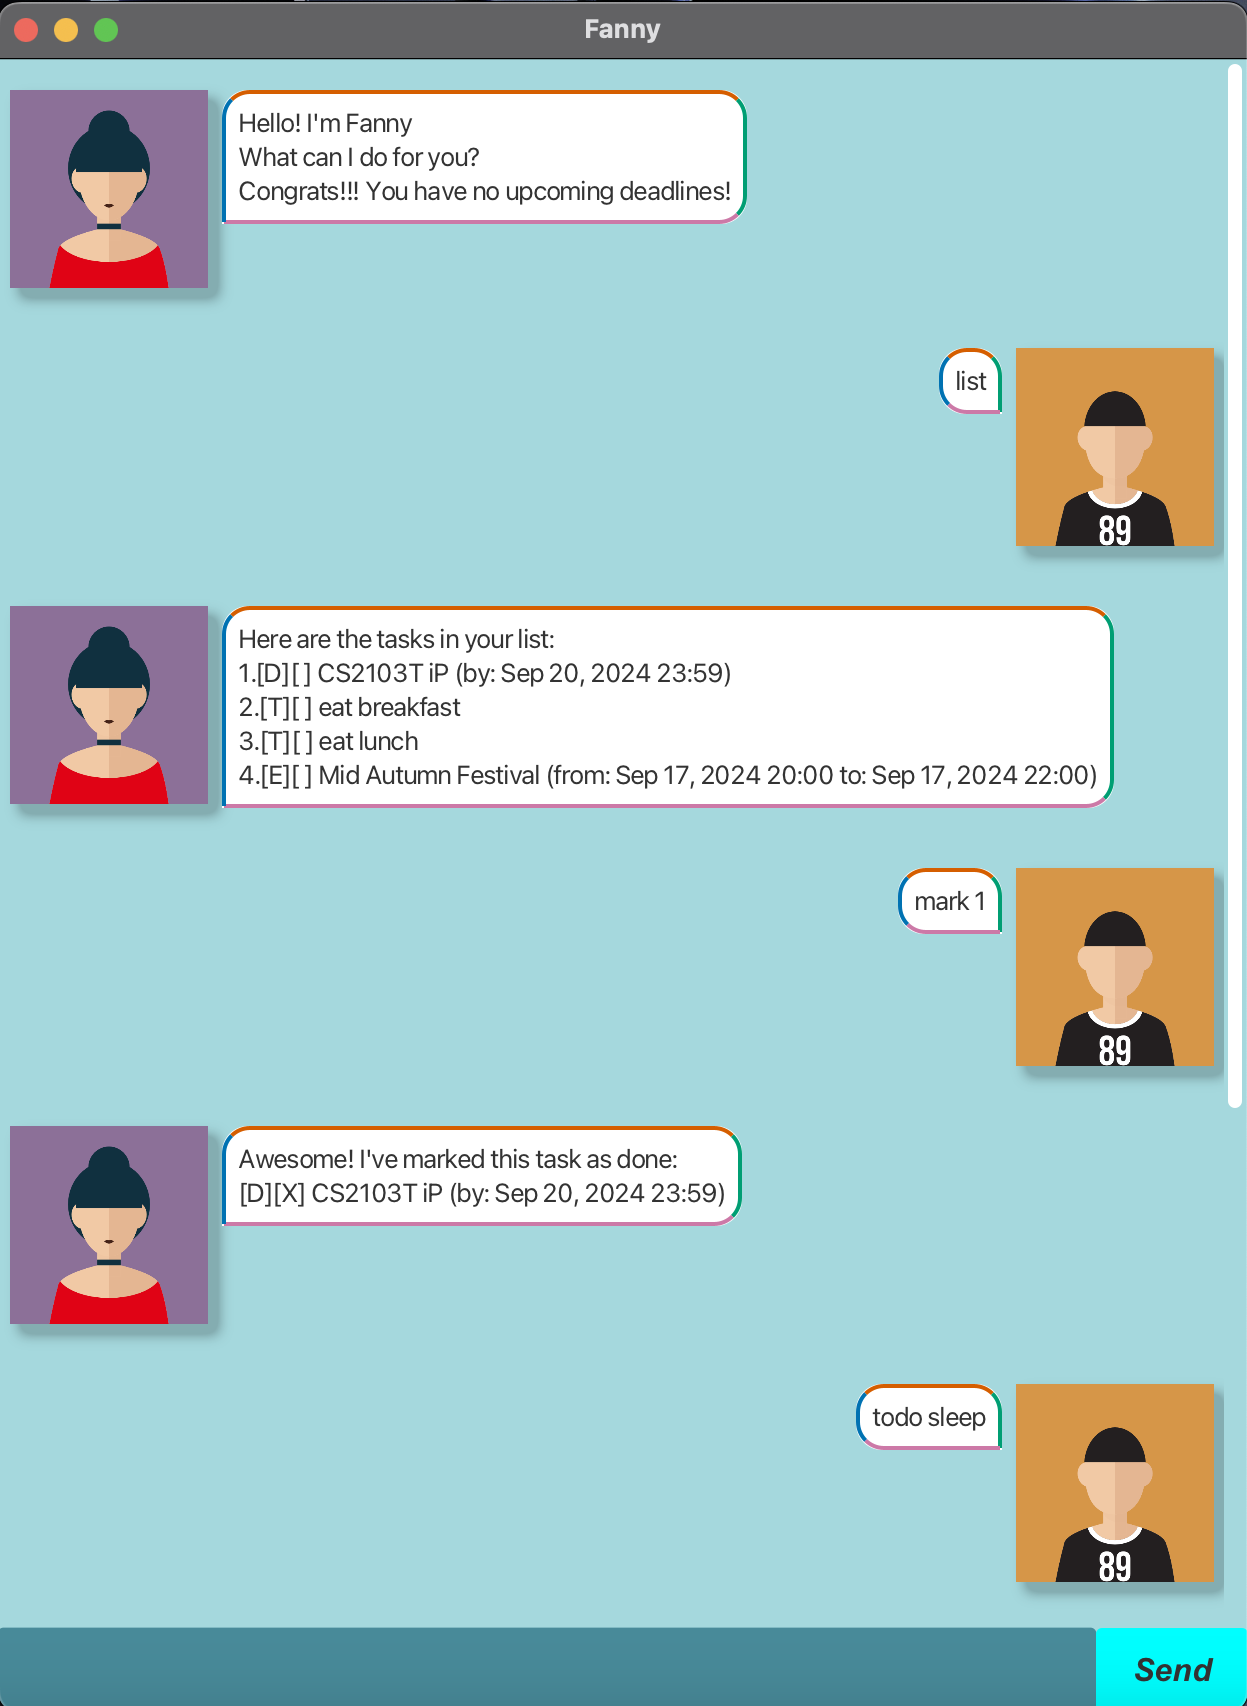 Fanny
Hello! I'm Fanny
What can I do for you?
Congrats!!! You have no upcoming deadlines!
list
89
Here are the tasks in your list:
1.[D][ ] CS2103T iP (by: Sep 20, 2024 23:59)
2.[T][ ] eat breakfast
3.[T][ ] eat lunch
4.[E][ ] Mid Autumn Festival (from: Sep 17, 2024 20:00 to: Sep 17, 2024 22:00)
mark 1
89
Awesome! I've marked this task as done:
[D][X] CS2103T iP (by: Sep 20, 2024 23:59)
todo sleep
89
Send